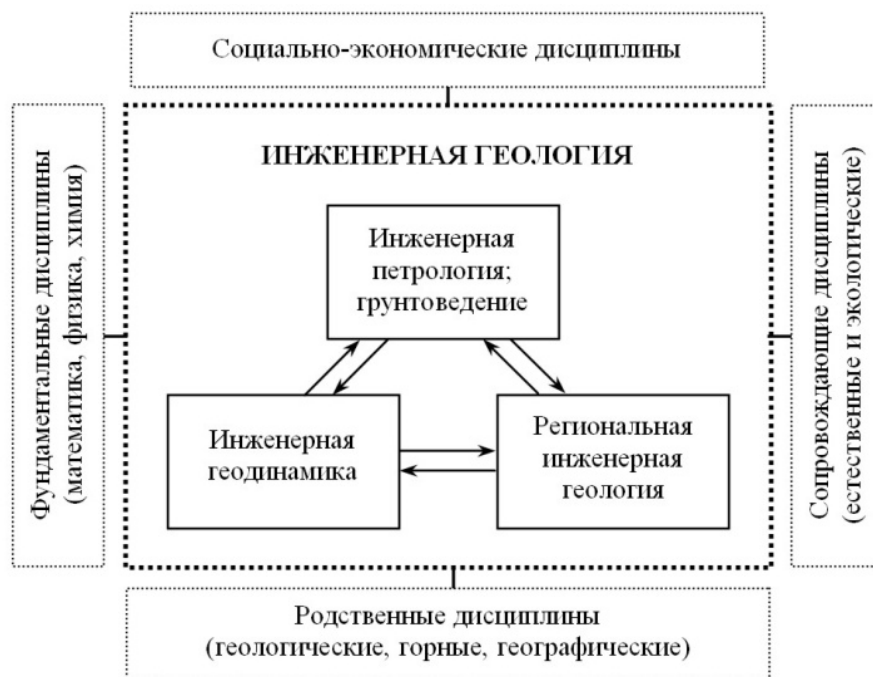 Социально-экономические дисциплины
Фундаментальные дисциплины
(математика, физика, химия)
ИНЖЕНЕРНАЯ ГЕОЛОГИЯ
Инженерная
петрология;
грунтоведение
Инженерная
геодинамика
Региональная
инженерная
геология
Сопровождающие дисциплины
(естественные и экологические)
Родственные дисциплины
(геологические, горные, географические)